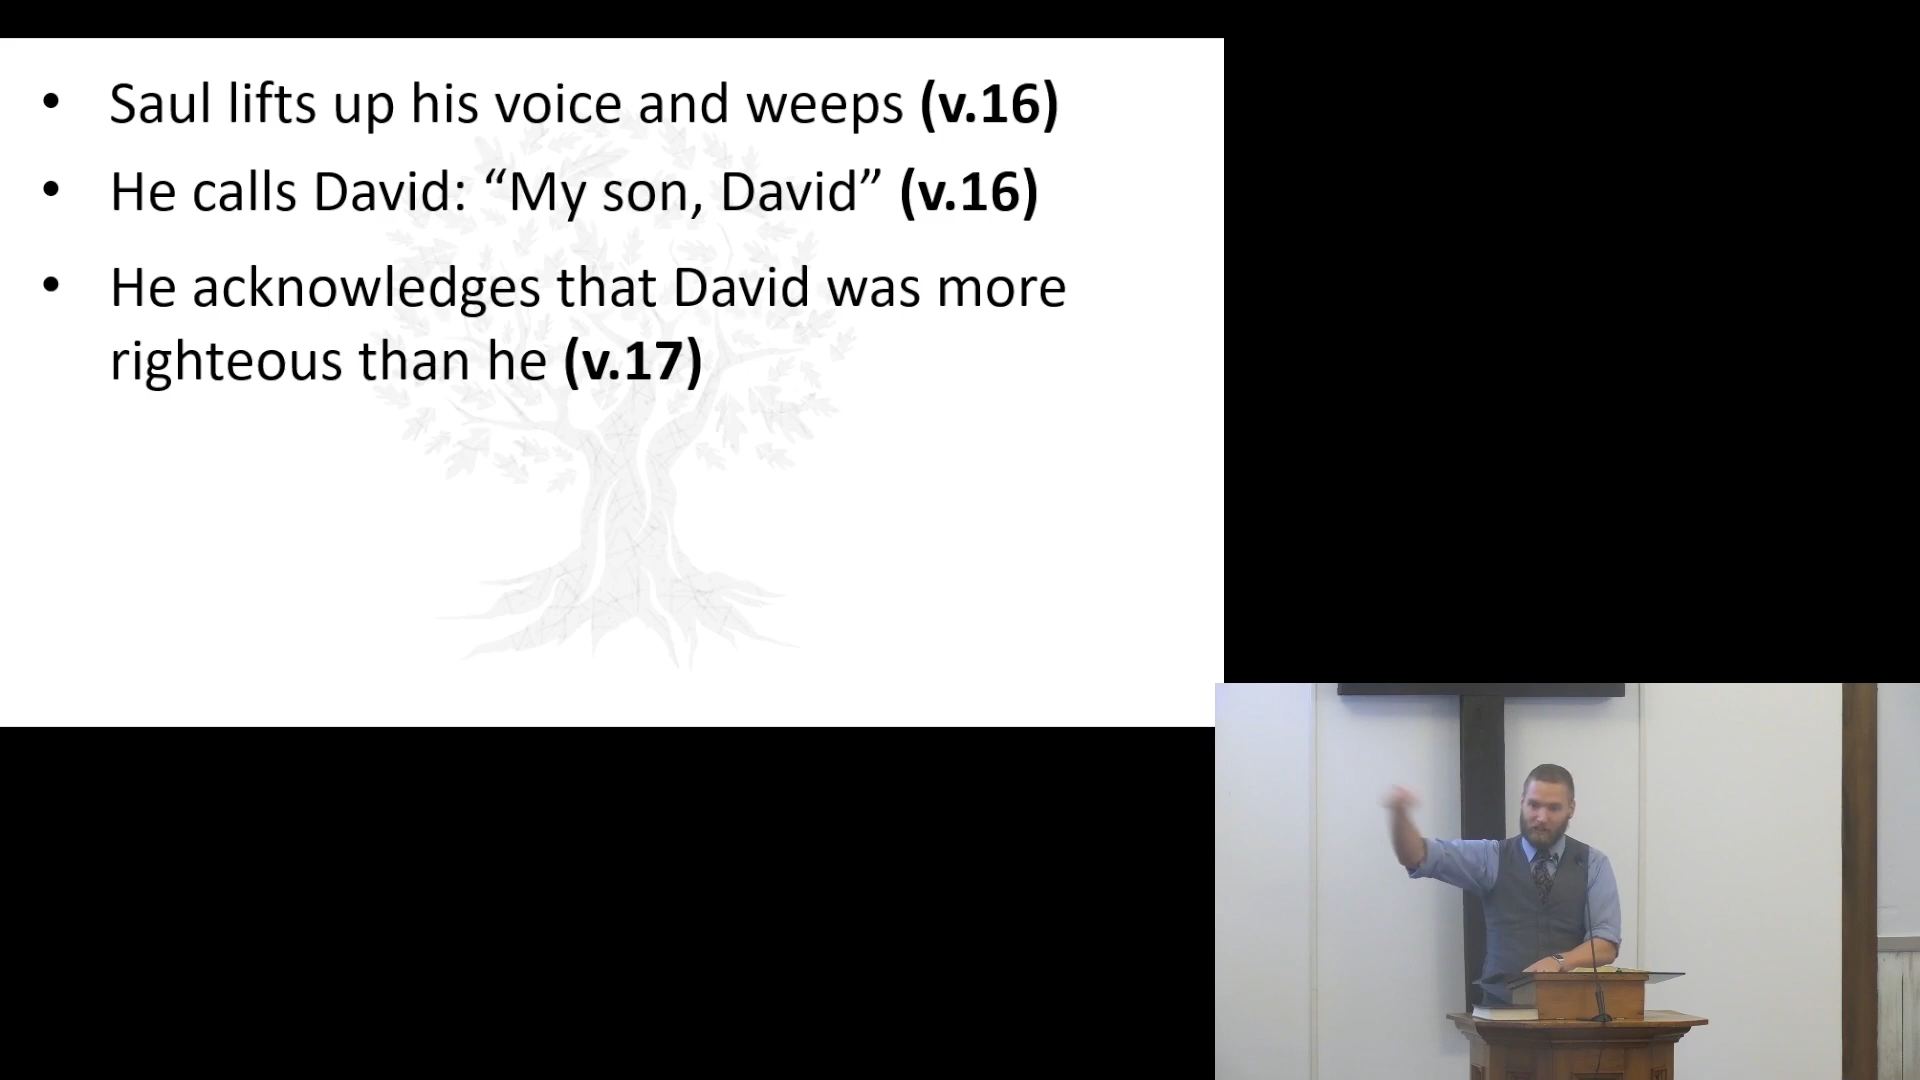 • Saul lifts up his voice and weeps (v.16)
• He calls David: “My son, David” (v.16)
• He acknowledges that David was more
righteous than he (v.17)